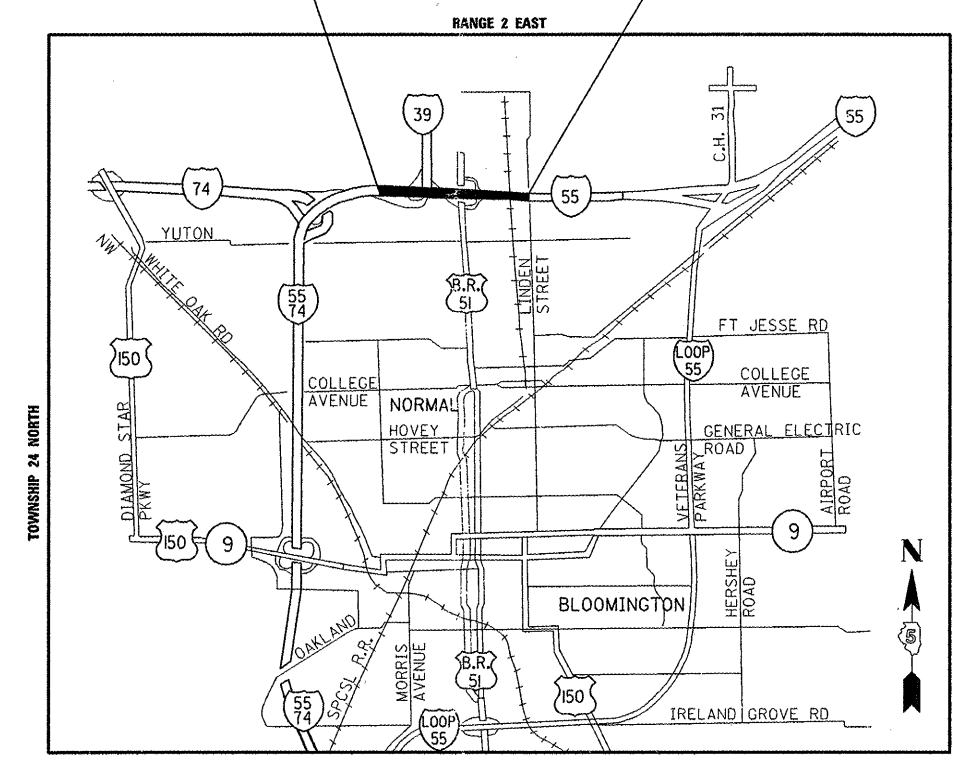 RANGE 2 EAST
TOWNSHIP 24 NORTH
39
55
C.H. 31
74
55
YUTON
NW
WHITE OAK RD
55
74
B.R.
51
LINDEN
STREET
FT JESSE RD
150
LOOP
55
COLLEGE
AVENUE
COLLEGE
AVENUE
NORMAL
HOVEY
STREET
GENERAL ELECTRIC
ROAD
DIAMOND STAR
PKWY
VETERANS
PARKWAY
AIRPORT
ROAD
150
9
9
N
HERSHEY
ROAD
BLOOMINGTON
OAKLAND
5
SPCSL R.R.
MORRIS
AVENUE
B.R.
51
150
55
74
LOOP
55
IRELAND GROVE RD